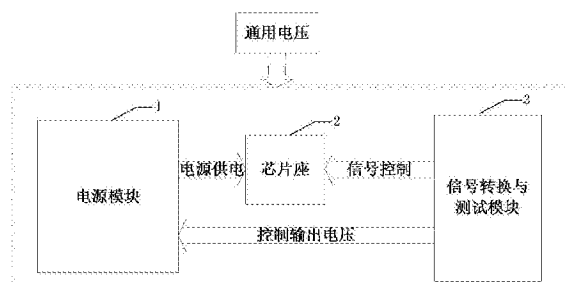 通用电压
1
2
3
电源模块
电源供电
芯片座
信号控制
信号转换与
测试模块
控制输出电压